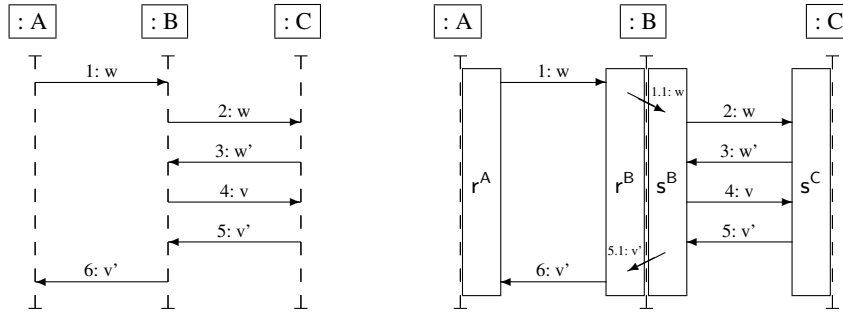 : A : B : C : A : B : C
1: w 1: w
1.1: w
2: w 2: w
3: w' 3: w'
r^A r^B s^B s^C
4: v 4: v
5: v' 5: v'
5.1: v'
6: v' 6: v'